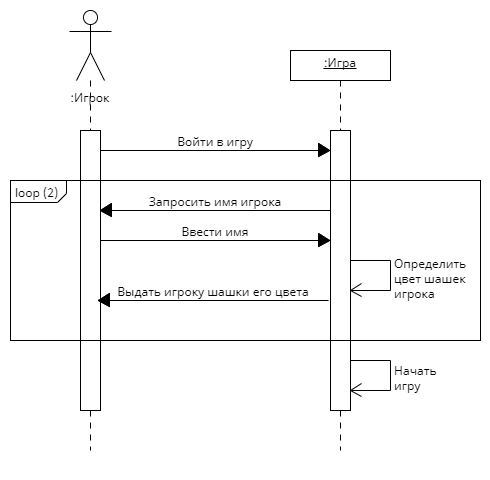 :Игрок
:Игра
Войти в игру
loop (2)
Запросить имя игрока
Ввести имя
Определить
цвет шашек
игрока
Выдать игроку шашки его цвета
Начать
игру